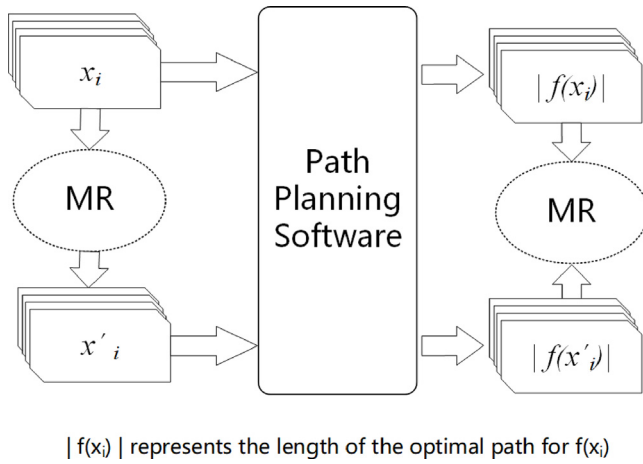 xᵢ
| f(xᵢ) |
MR
Path
Planning
Software
MR
x′ᵢ
| f(x′ᵢ) |
| f(xᵢ) | represents the length of the optimal path for f(xᵢ)